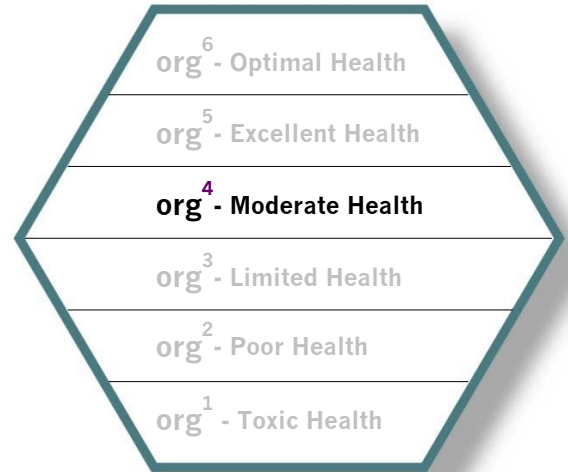 org⁶- Optimal Health
org⁵- Excellent Health
org⁴- Moderate Health
org³- Limited Health
org²- Poor Health
org¹ - Toxic Health